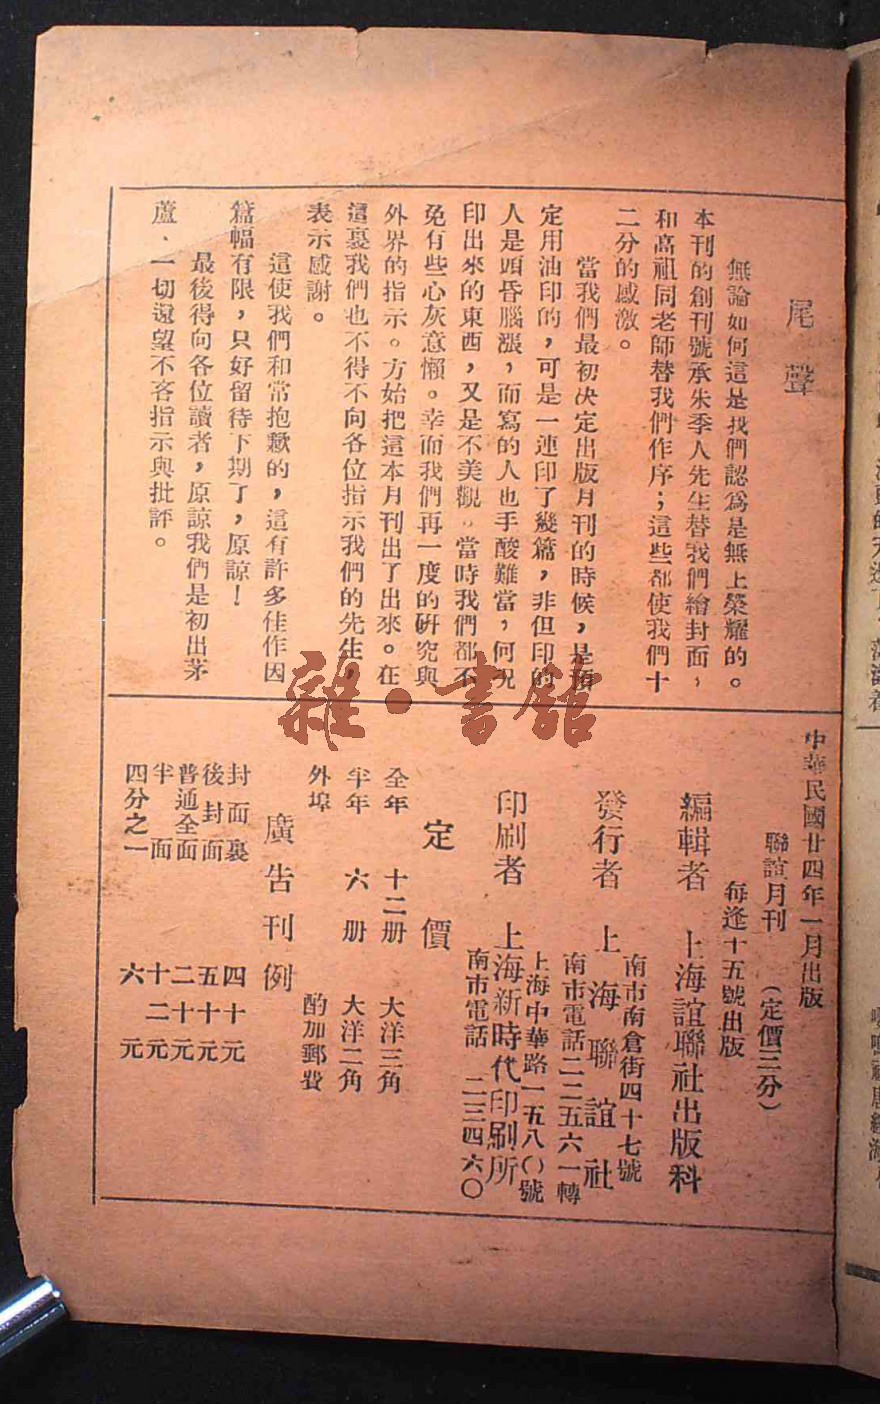 尾聲
無論如何這是我們認爲是無上榮耀的。
本刊的創刊號承朱季人先生替我們繪封面，
和高祖同老師替我們作序；這些都使我們十
二分的感激。
當我們最初決定出版月刊的時候，是預
定用油印的，可是一連印了幾篇，非但印的
人是頭昏腦漲，而寫的人也手酸難當，何況
印出來的東西，又是不美觀。當時我們都不
免有些心灰意懶。幸而我們再一度的硏究與
外界的指示。方始把這本月刊出了出來。在
這裏我們也不得不向各位指示我們的先生，
表示感謝。
這使我們和常抱歉的，這有許多佳作因
篇幅有限，只好留待下期了，原諒！
最後得向各位讀者，原諒我們是初出茅
蘆、一切還望不吝指示與批評。
中華民國廿四年一月出版
聯誼月刊 （定價三分）
每逢十五號出版
編輯者 上海誼聯社出版科
南市南倉街四十七號
發行者 上海聯誼社
南市電話二二五六一轉
上海中華路一五八〇號
印刷者 上海新時代印刷所
南市電話 二三四六〇
定價
全年 十二册 大洋三角
半年 六册 大洋二角
外埠 酌加郵費
廣告刊例
封面裏 四十元
後封面 五十元
普通全面 二十元
半面 十二元
四分之一 六元
雜·書館